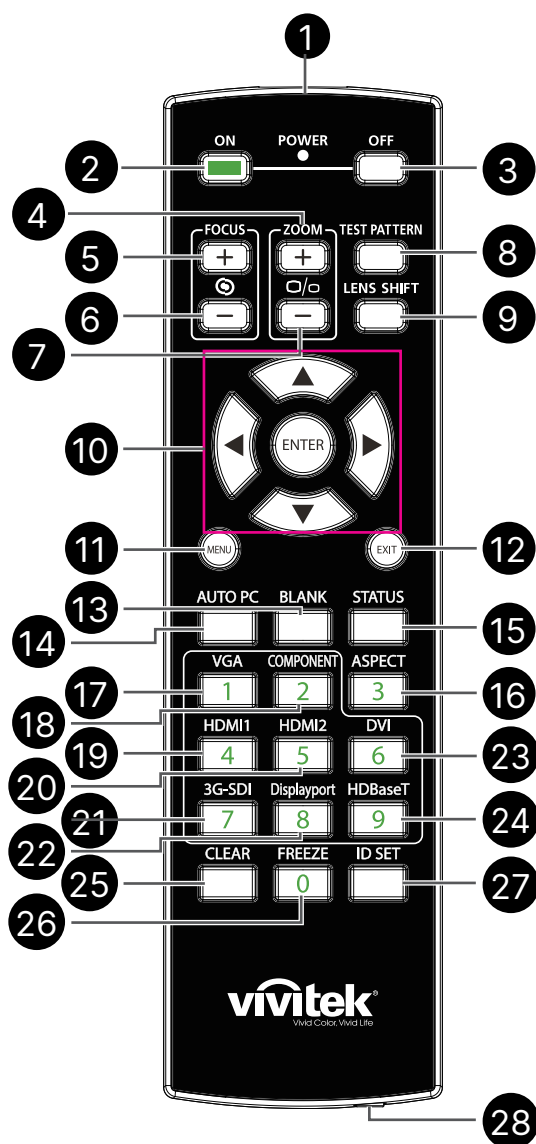 1
ON POWER OFF
2
3
4
FOCUS ZOOM TEST PATTERN
5
+ +
8
LENS SHIFT
6
− −
9
7
10
ENTER
11
MENU
EXIT
12
13
AUTO PC BLANK STATUS
14
15
VGA COMPONENT ASPECT
17
1 2 3
16
18
HDMI1 HDMI2 DVI
19
4 5 6
23
20
3G-SDI Displayport HDBaseT
21
7 8 9
24
22
CLEAR FREEZE ID SET
25
0
27
26
vivitek®
Vivid Color, Vivid Life
28